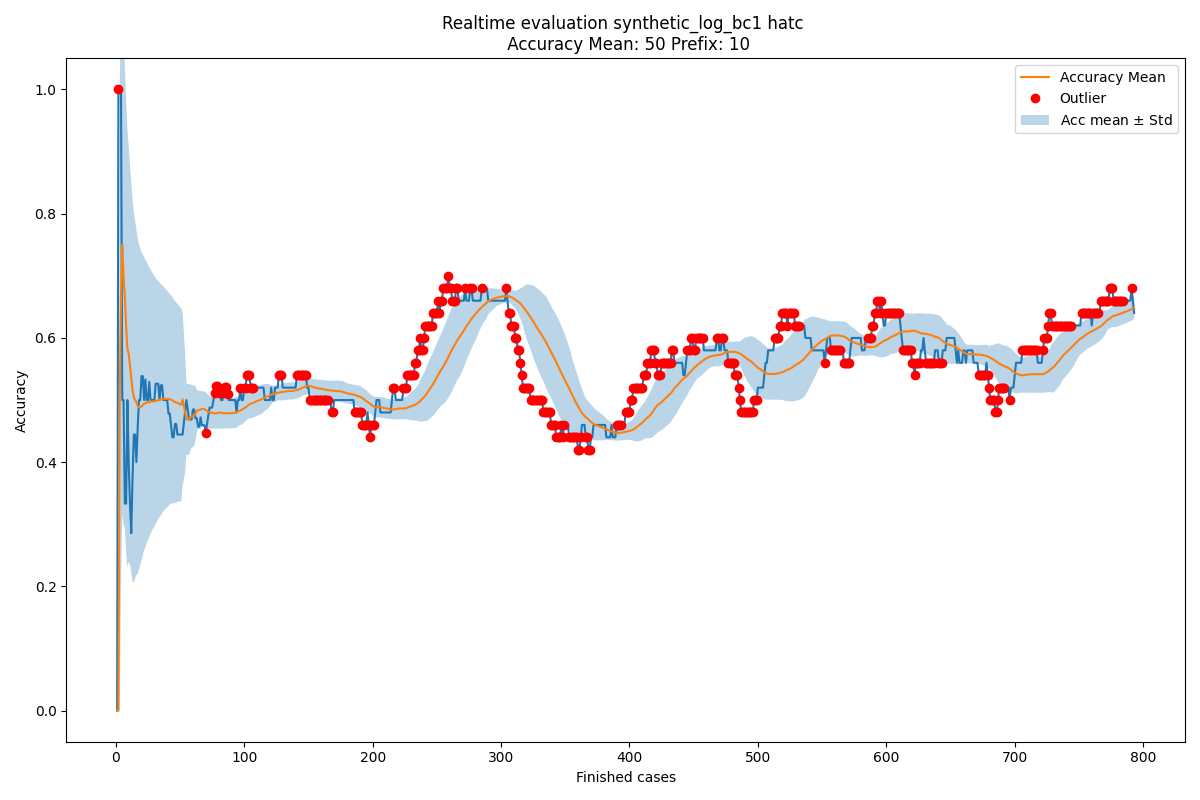 Realtime evaluation synthetic_log_bc1 hatc
Accuracy Mean: 50 Prefix: 10
Accuracy Mean
Outlier
Acc mean ± Std
1.0
0.8
0.6
0.4
0.2
0.0
Accuracy
0 100 200 300 400 500 600 700 800
Finished cases